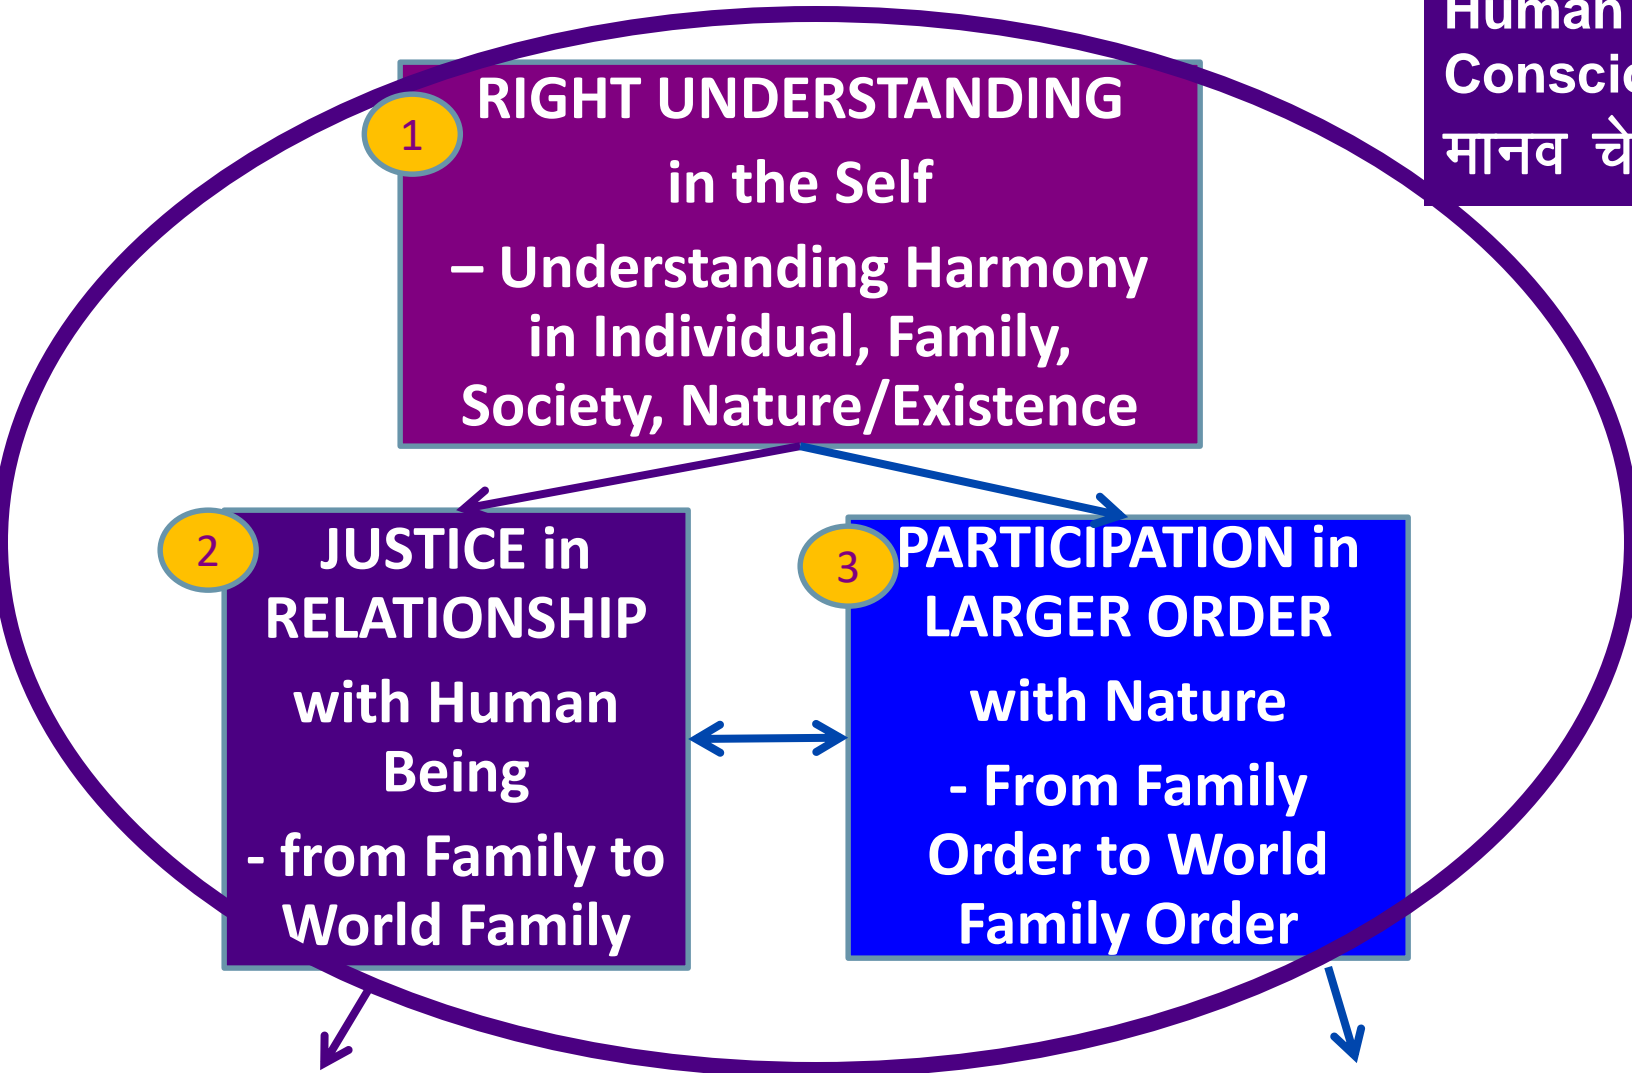 Human
1
RIGHT UNDERSTANDING
in the Self
– Understanding Harmony
in Individual, Family,
Society, Nature/Existence
मानव
2
JUSTICE in
RELATIONSHIP
with Human
Being
- from Family to
World Family
3
PARTICIPATION in
LARGER ORDER
with Nature
- From Family
Order to World
Family Order